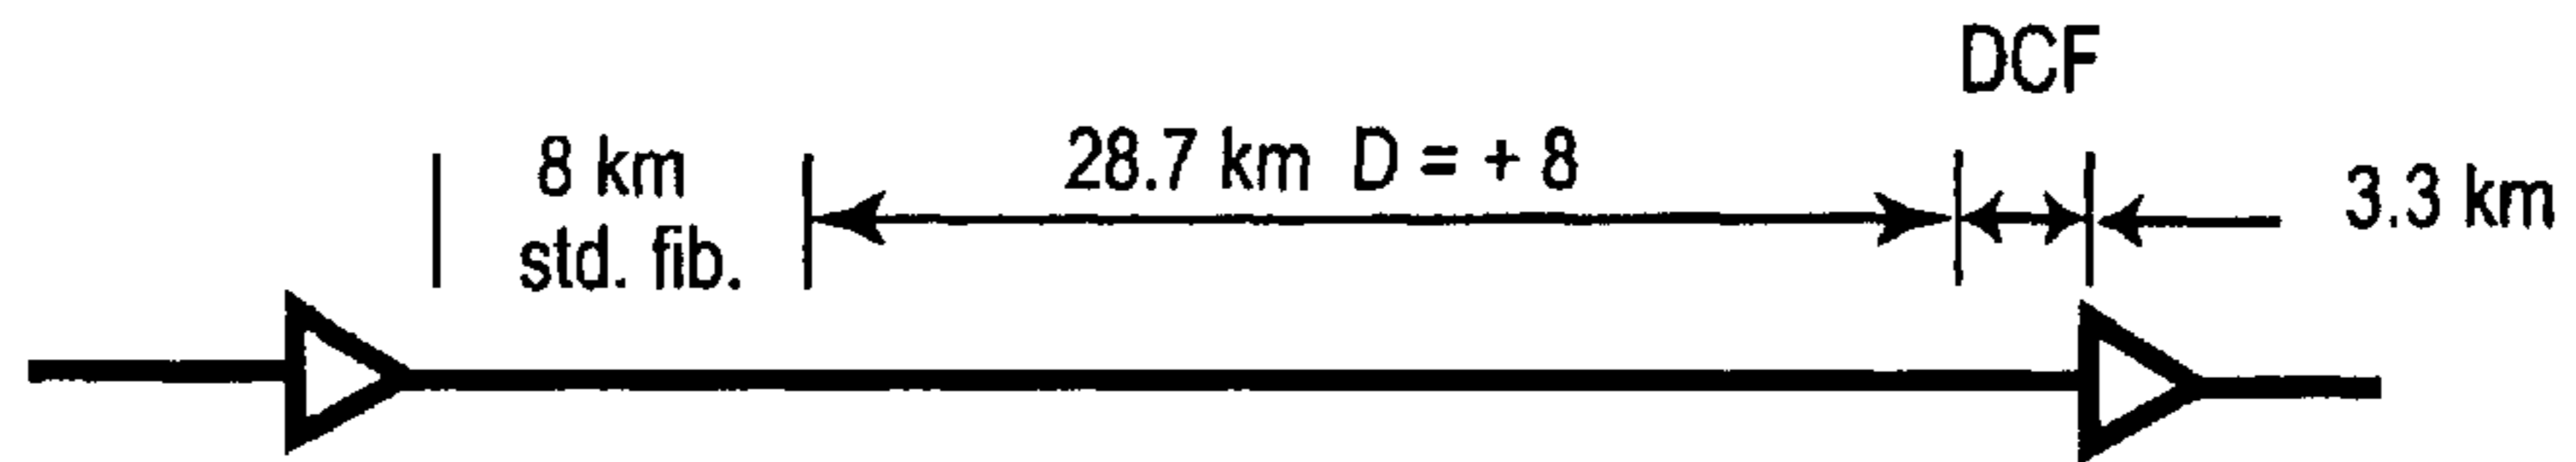 DCF
8 km
std. fib.
28.7 km D = + 8
3.3 km